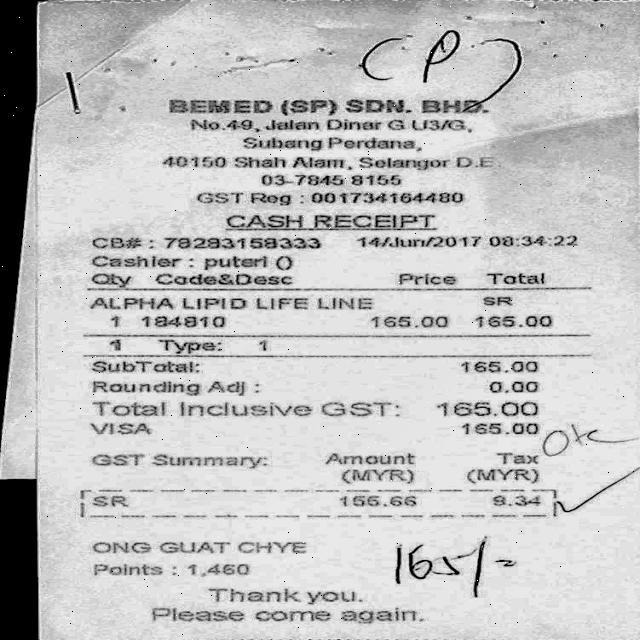 (P)
BEMED (SP) SDN. BHD.
No.49, Jalan Dinar G U3/G,
Subang Perdana,
40150 Shah Alam, Selangor D.E
03-7845 8155
GST Reg : 001734164480
CASH RECEIPT
CB# : 78283158333 14/Jun/2017 08:34:22
Cashier : puteri ()
Qty Code&Desc Price Total
ALPHA LIPID LIFE LINE SR
1 184810 165.00 165.00
1 Type: 1
SubTotal: 165.00
Rounding Adj : 0.00
Total Inclusive GST: 165.00
VISA 165.00
GST Summary: Amount Tax
(MYR) (MYR)
SR 155.66 9.34
ONG GUAT CHYE
Points : 1,460
165/-
Thank you.
Please come again.